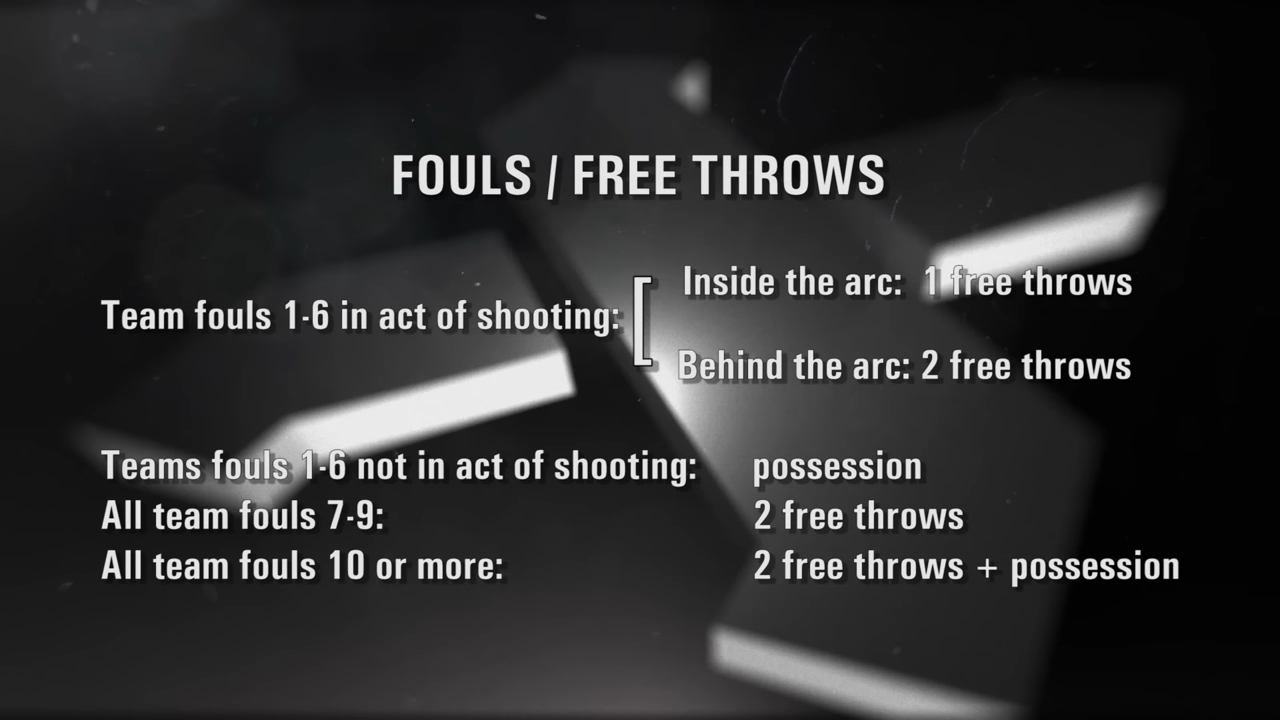 FOULS / FREE THROWS
Team fouls 1-6 in act of shooting: [ Inside the arc: 1 free throws
Behind the arc: 2 free throws
Teams fouls 1-6 not in act of shooting: possession
All team fouls 7-9: 2 free throws
All team fouls 10 or more: 2 free throws + possession